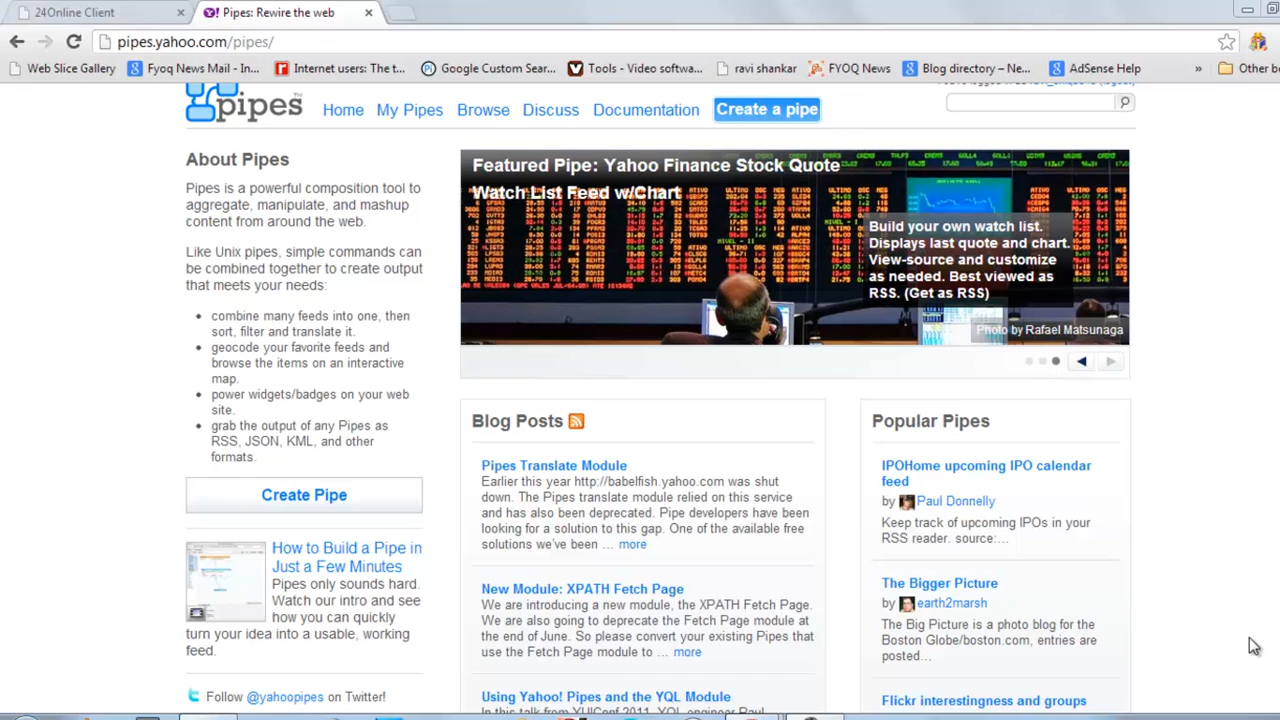 24Online Client
Pipes: Rewire the web
pipes.yahoo.com/pipes/
Web Slice Gallery
Fyoq News Mail - In...
Internet users: The t...
Google Custom Sear...
Tools - Video softwa...
ravi shankar
FYOQ News
Blog directory – Ne...
AdSense Help
»
Other b
pipes
Home
My Pipes
Browse
Discuss
Documentation
Create a pipe
About Pipes
Pipes is a powerful composition tool to
aggregate, manipulate, and mashup
content from around the web.
Like Unix pipes, simple commands can
be combined together to create output
that meets your needs:
combine many feeds into one, then
sort, filter and translate it.
geocode your favorite feeds and
browse the items on an interactive
map.
power widgets/badges on your web
site.
grab the output of any Pipes as
RSS, JSON, KML, and other
formats.
Create Pipe
How to Build a Pipe in
Just a Few Minutes
Pipes only sounds hard.
Watch our intro and see
how you can quickly
turn your idea into a usable, working
feed.
Follow @yahoopipes on Twitter!
Featured Pipe: Yahoo Finance Stock Quote
Watch List Feed w/Chart
Build your own watch list.
Displays last quote and chart.
View-source and customize
as needed. Best viewed as
RSS. (Get as RSS)
Photo by Rafael Matsunaga
Blog Posts
Pipes Translate Module
Earlier this year http://babelfish.yahoo.com was shut
down. The Pipes translate module relied on this service
and has also been deprecated. Pipe developers have been
looking for a solution to this gap. One of the available free
solutions we've been ... more
New Module: XPATH Fetch Page
We are introducing a new module, the XPATH Fetch Page.
We are also going to deprecate the Fetch Page module at
the end of June. So please convert your existing Pipes that
use the Fetch Page module to ... more
Using Yahoo! Pipes and the YQL Module
In this talk from YUIConf 2011, YQL engineer Paul
Popular Pipes
IPOHome upcoming IPO calendar
feed
by Paul Donnelly
Keep track of upcoming IPOs in your
RSS reader. source:...
The Bigger Picture
by earth2marsh
The Big Picture is a photo blog for the
Boston Globe/boston.com, entries are
posted...
Flickr interestingness and groups